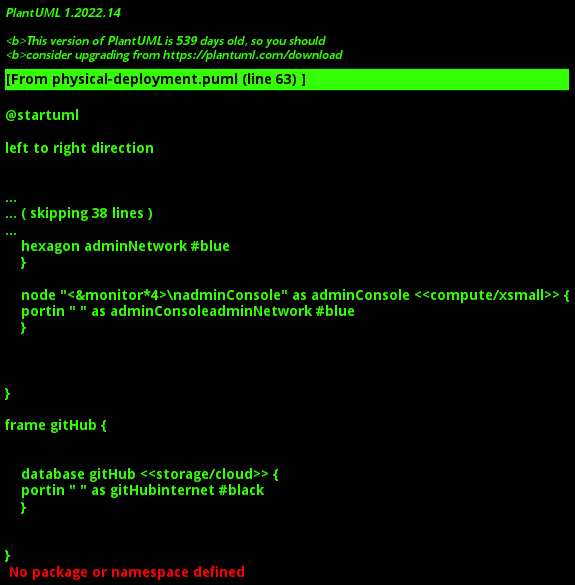 PlantUML 1.2022.14
<b>This version of PlantUML is 539 days old, so you should
<b>consider upgrading from https://plantuml.com/download
[From physical-deployment.puml (line 63) ]
@startuml
left to right direction
...
... ( skipping 38 lines )
...
hexagon adminNetwork #blue
}
node "<&monitor*4>\nadminConsole" as adminConsole <<compute/xsmall>> {
portin " " as adminConsoleadminNetwork #blue
}
}
frame gitHub {
database gitHub <<storage/cloud>> {
portin " " as gitHubinternet #black
}
}
No package or namespace defined